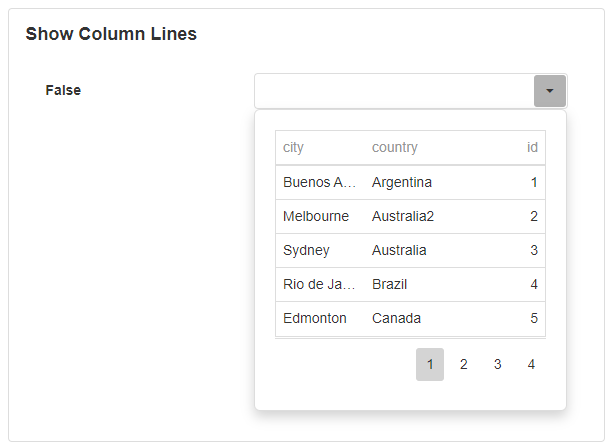 Show Column Lines
False
city country id
Buenos A... Argentina 1
Melbourne Australia2 2
Sydney Australia 3
Rio de Ja... Brazil 4
Edmonton Canada 5
1 2 3 4